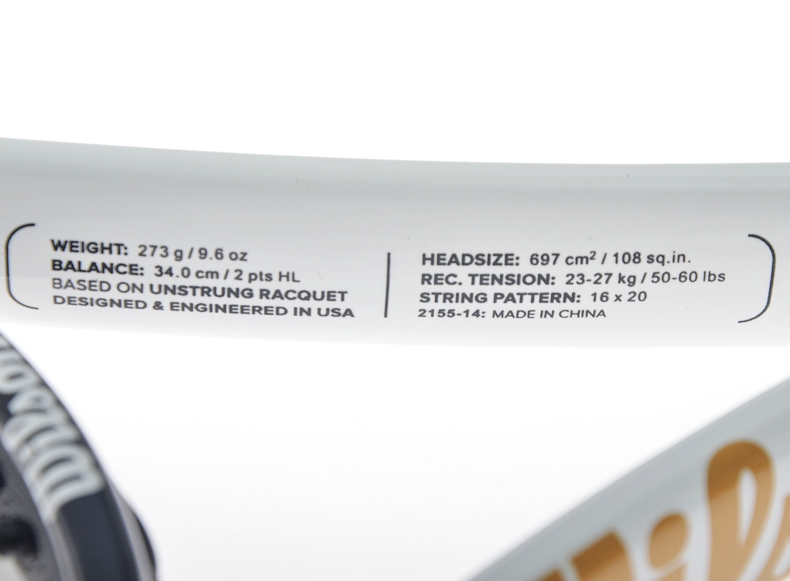 WEIGHT: 273 g / 9.6 oz
BALANCE: 34.0 cm / 2 pts HL
BASED ON UNSTRUNG RACQUET
DESIGNED & ENGINEERED IN USA
HEADSIZE: 697 cm² / 108 sq.in.
REC. TENSION: 23-27 kg / 50-60 lbs
STRING PATTERN: 16 x 20
2155-14: MADE IN CHINA
Wilson